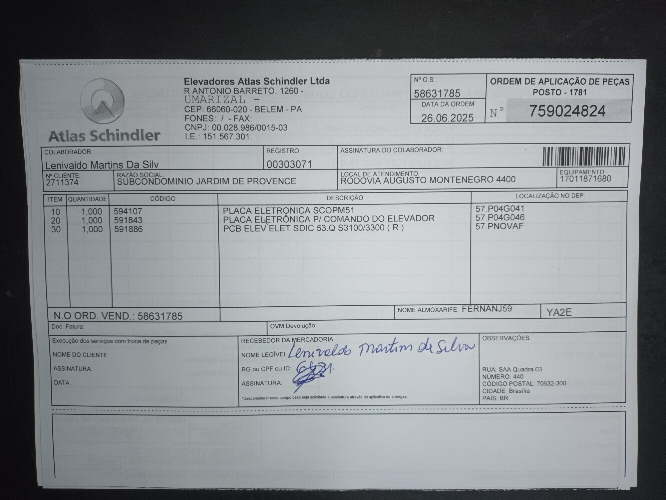 Atlas Schindler
Elevadores Atlas Schindler Ltda
R ANTONIO BARRETO. 1260 -
UMARIZAL -
CEP: 66060-020 - BELEM - PA
FONES: / - FAX:
CNPJ: 00.028.986/0015-03
I.E.: 151.567.301
Nº O.S.
58631785
DATA DA ORDEM
26.06.2025
ORDEM DE APLICAÇÃO DE PEÇAS
POSTO - 1781
N° 759024824
COLABORADOR: REGISTRO ASSINATURA DO COLABORADOR:
Lenivaldo Martins Da Silv 00303071
Nº CLIENTE RAZÃO SOCIAL LOCAL DE ATENDIMENTO EQUIPAMENTO
2711374 SUBCONDOMINIO JARDIM DE PROVENCE RODOVIA AUGUSTO MONTENEGRO 4400 17011871680
ITEM QUANTIDADE CÓDIGO DESCRIÇÃO LOCALIZAÇÃO NO DEP.
10 1,000 594107 PLACA ELETRONICA SCOPM51 57.P04G041
20 1,000 591843 PLACA ELETRÔNICA P/ COMANDO DO ELEVADOR 57.P04G046
30 1,000 591886 PCB ELEV ELET SDIC 53.Q S3100/3300 ( R ) 57.PNOVAF
N.O ORD. VEND.: 58631785 NOME ALMOXARIFE: FERNANJ59 YA2E
Doc. Fatura: OVM Devolução:
Execução dos serviços com troca de peças
NOME DO CLIENTE:
ASSINATURA:
DATA:
RECEBEDOR DA MERCADORIA
NOME LEGÍVEL: Lenivaldo Martins da Silva
RG ou CPF ou ID:
ASSINATURA:
OBSERVAÇÕES:
RUA: SAA Quadra 03
NÚMERO: 440
CÓDIGO POSTAL: 70632-300
CIDADE: Brasília
PAÍS: BR